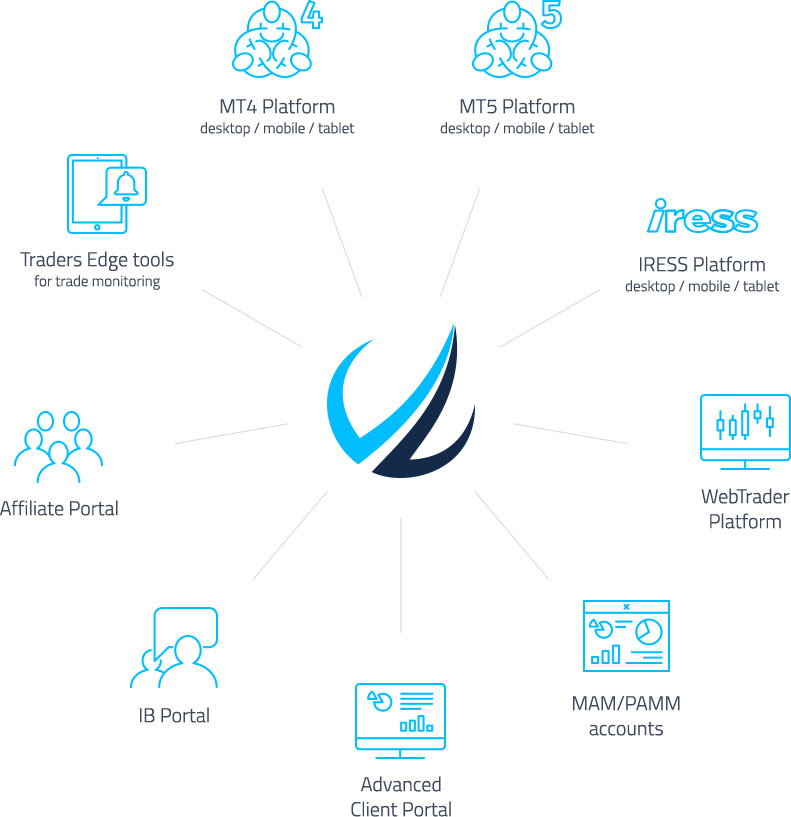 4
5
MT4 Platform
desktop / mobile / tablet
MT5 Platform
desktop / mobile / tablet
iress
IRESS Platform
desktop / mobile / tablet
Traders Edge tools
for trade monitoring
WebTrader
Platform
Affiliate Portal
MAM/PAMM
accounts
IB Portal
Advanced
Client Portal